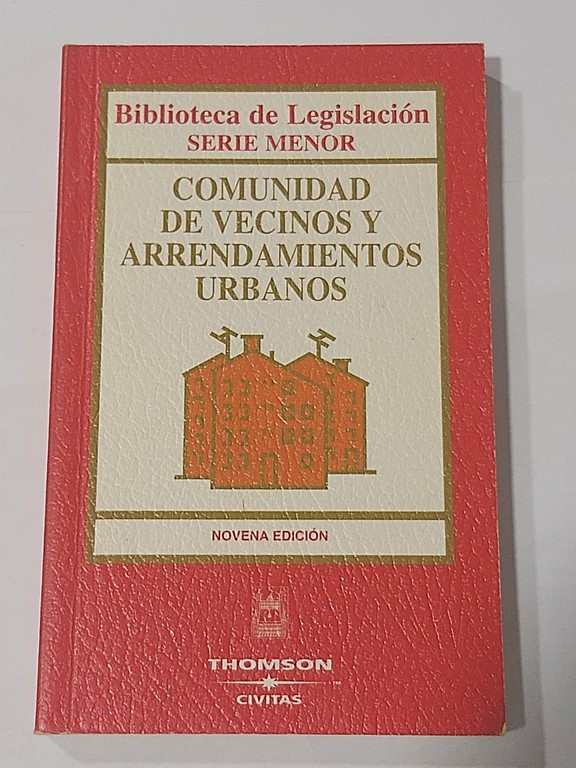 Biblioteca de Legislación
SERIE MENOR
COMUNIDAD
DE VECINOS Y
ARRENDAMIENTOS
URBANOS
NOVENA EDICIÓN
THOMSON
CIVITAS